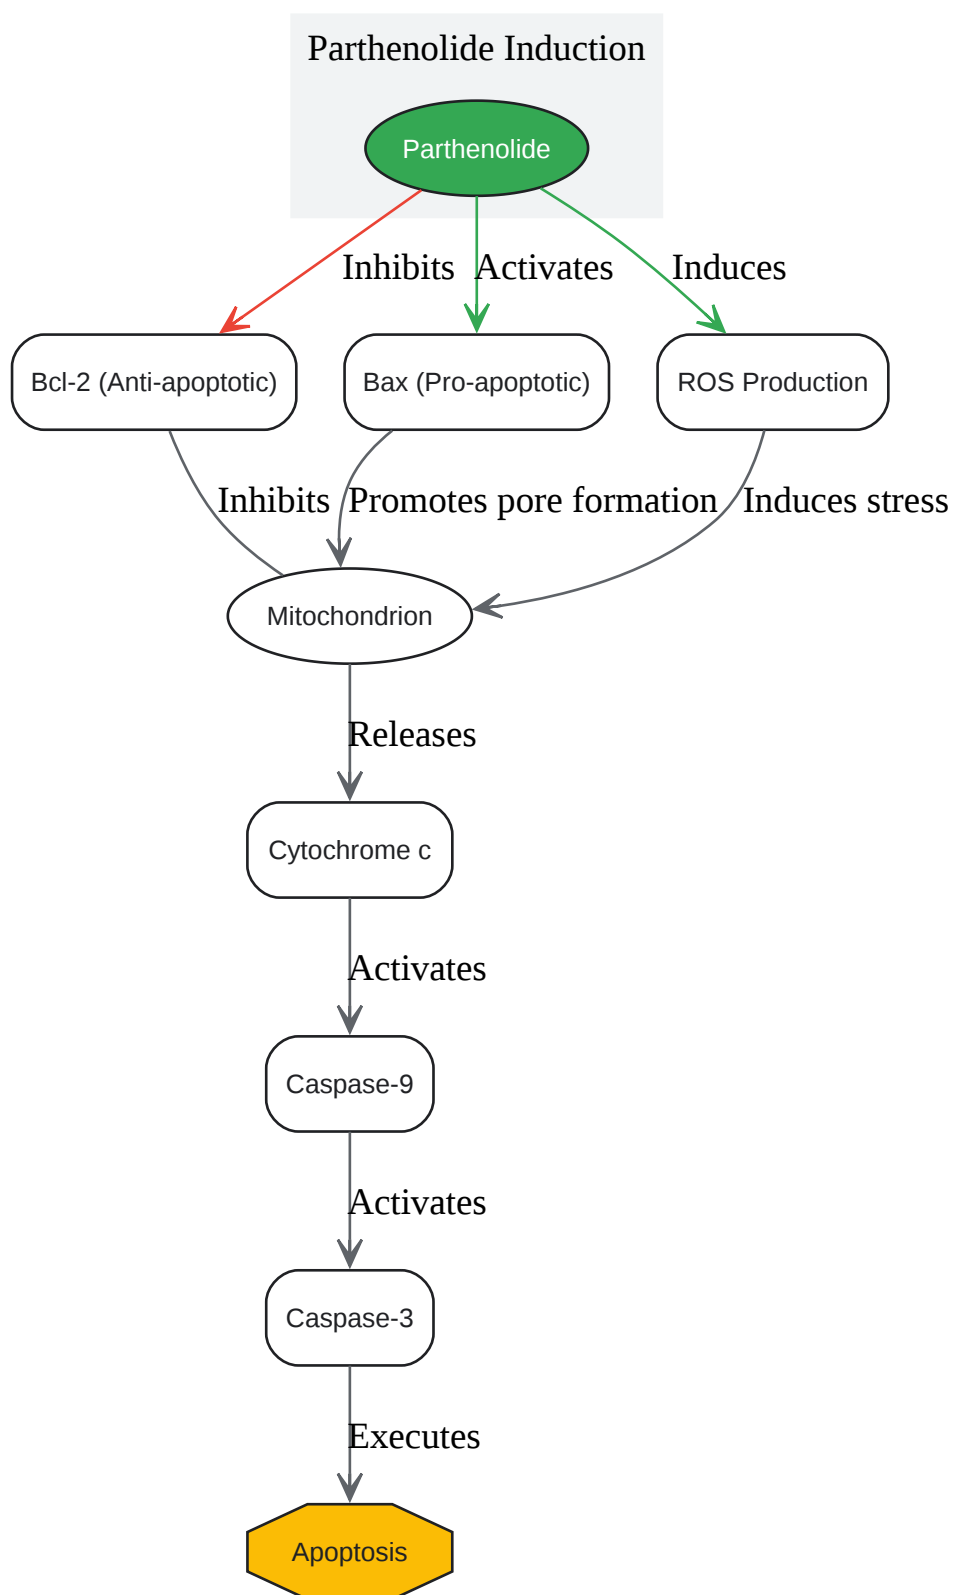 Parthenolide Induction
Parthenolide
Inhibits
Activates
Induces
Bcl-2 (Anti-apoptotic)
Bax (Pro-apoptotic)
ROS Production
Inhibits
Promotes pore formation
Induces stress
Mitochondrion
Releases
Cytochrome c
Activates
Caspase-9
Activates
Caspase-3
Executes
Apoptosis